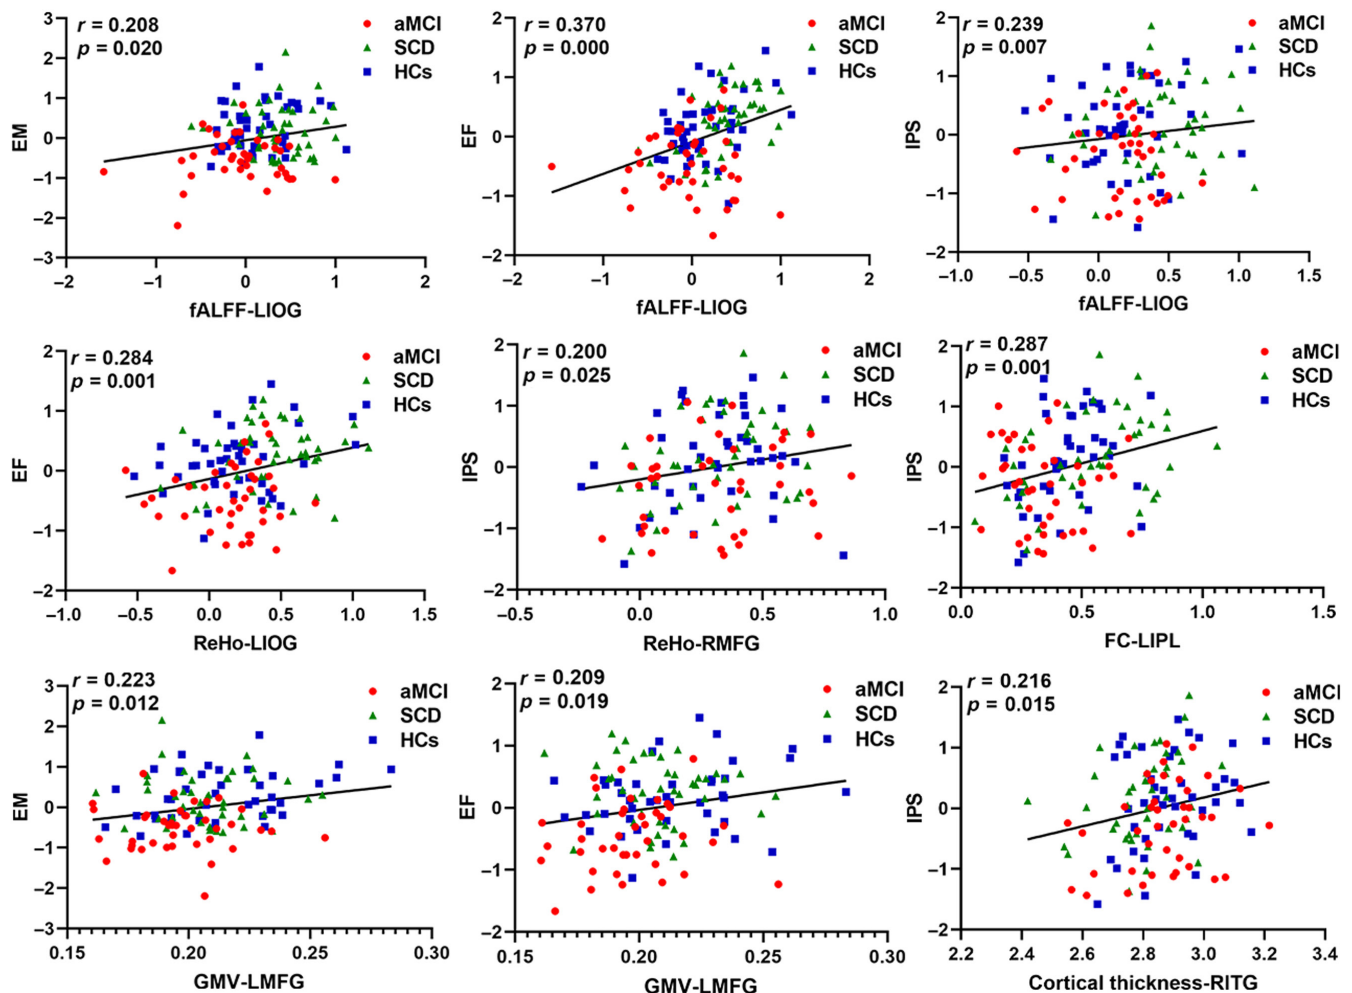 r = 0.208
p = 0.020
aMCI
SCD
HCs
EM
3
2
1
0
−1
−2
−3
−2
−1
0
1
2
fALFF-LIOG
r = 0.370
p = 0.000
aMCI
SCD
HCs
EF
2
1
0
−1
−2
−2
−1
0
1
2
fALFF-LIOG
r = 0.239
p = 0.007
aMCI
SCD
HCs
IPS
2
1
0
−1
−2
−1.0
−0.5
0.0
0.5
1.0
1.5
fALFF-LIOG
r = 0.284
p = 0.001
aMCI
SCD
HCs
EF
2
1
0
−1
−2
−1.0
−0.5
0.0
0.5
1.0
1.5
ReHo-LIOG
r = 0.200
p = 0.025
aMCI
SCD
HCs
IPS
2
1
0
−1
−2
−0.5
0.0
0.5
1.0
ReHo-RMFG
r = 0.287
p = 0.001
aMCI
SCD
HCs
IPS
2
1
0
−1
−2
0.0
0.5
1.0
1.5
FC-LIPL
r = 0.223
p = 0.012
aMCI
SCD
HCs
EM
3
2
1
0
−1
−2
−3
0.15
0.20
0.25
0.30
GMV-LMFG
r = 0.209
p = 0.019
aMCI
SCD
HCs
EF
2
1
0
−1
−2
0.15
0.20
0.25
0.30
GMV-LMFG
r = 0.216
p = 0.015
aMCI
SCD
HCs
IPS
2
1
0
−1
−2
2.2
2.4
2.6
2.8
3.0
3.2
3.4
Cortical thickness-RITG